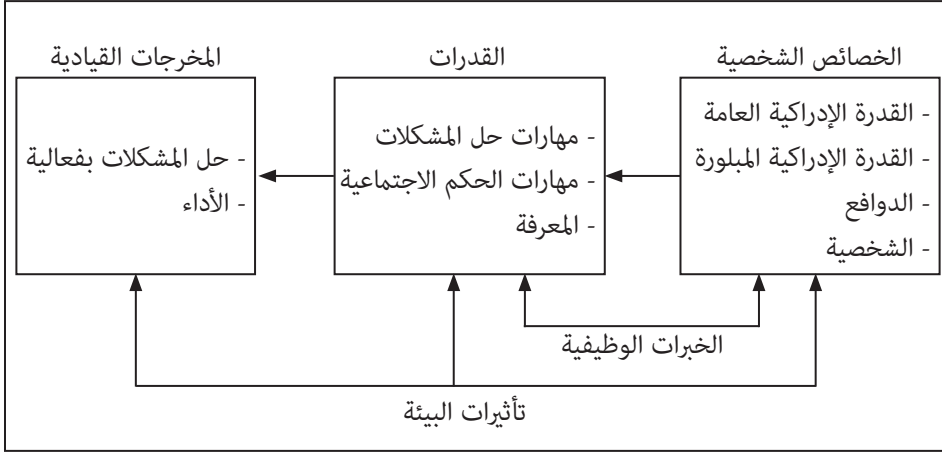 الخصائص الشخصية
- القدرة الإدراكية العامة
- القدرة الإدراكية المبلورة
- الدوافع
- الشخصية
القدرات
- مهارات حل المشكلات
- مهارات الحكم الاجتماعية
- المعرفة
المخرجات القيادية
- حل المشكلات بفعالية
- الأداء
الخبرات الوظيفية
تأثيرات البيئة